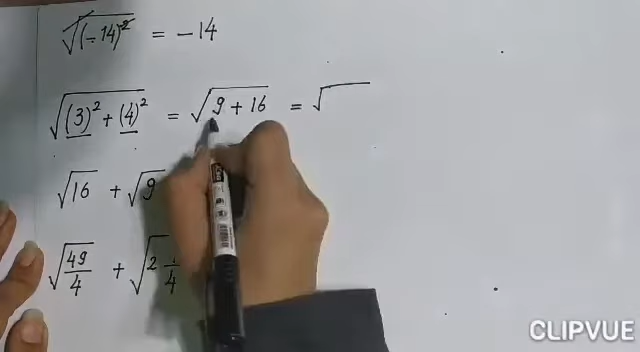 √(-14)² = -14
√(3)² + (4)² = √9 + 16 = √
√16 + √9
√49/4 + √2 1/4
CLIPVUE